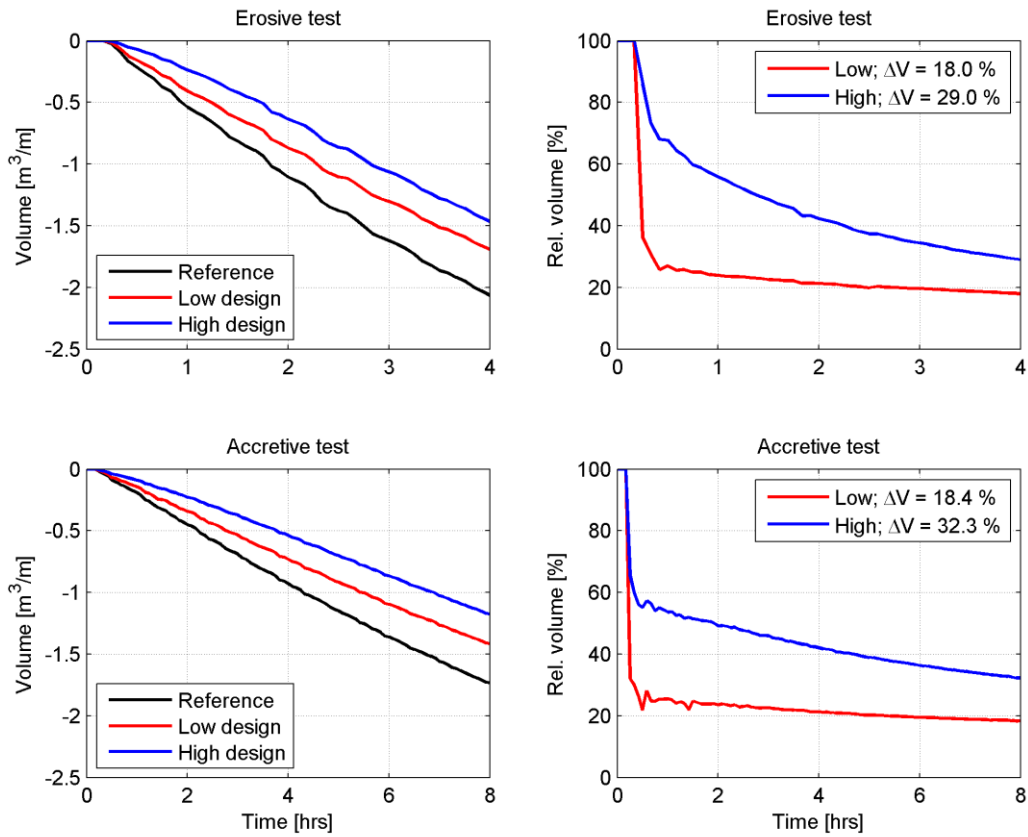 Erosive test
0
-0.5
-1
-1.5
-2
-2.5
Volume [m³/m]
Reference
Low design
High design
0 1 2 3 4
Erosive test
100
80
60
40
20
0
Rel. volume [%]
Low; ΔV = 18.0 %
High; ΔV = 29.0 %
0 1 2 3 4
Accretive test
0
-0.5
-1
-1.5
-2
-2.5
Volume [m³/m]
Reference
Low design
High design
0 2 4 6 8
Time [hrs]
Accretive test
100
80
60
40
20
0
Rel. volume [%]
Low; ΔV = 18.4 %
High; ΔV = 32.3 %
0 2 4 6 8
Time [hrs]